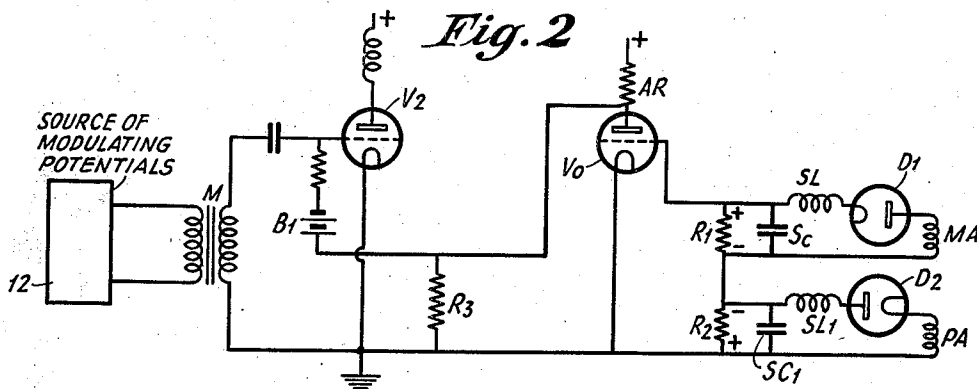 Fig. 2
+
+
AR
V2
Vo
SOURCE OF
MODULATING
POTENTIALS
M
12
B1
R3
SL
D1
R1
+
-
Sc
MA
D2
R2
-
+
SL1
SC1
PA